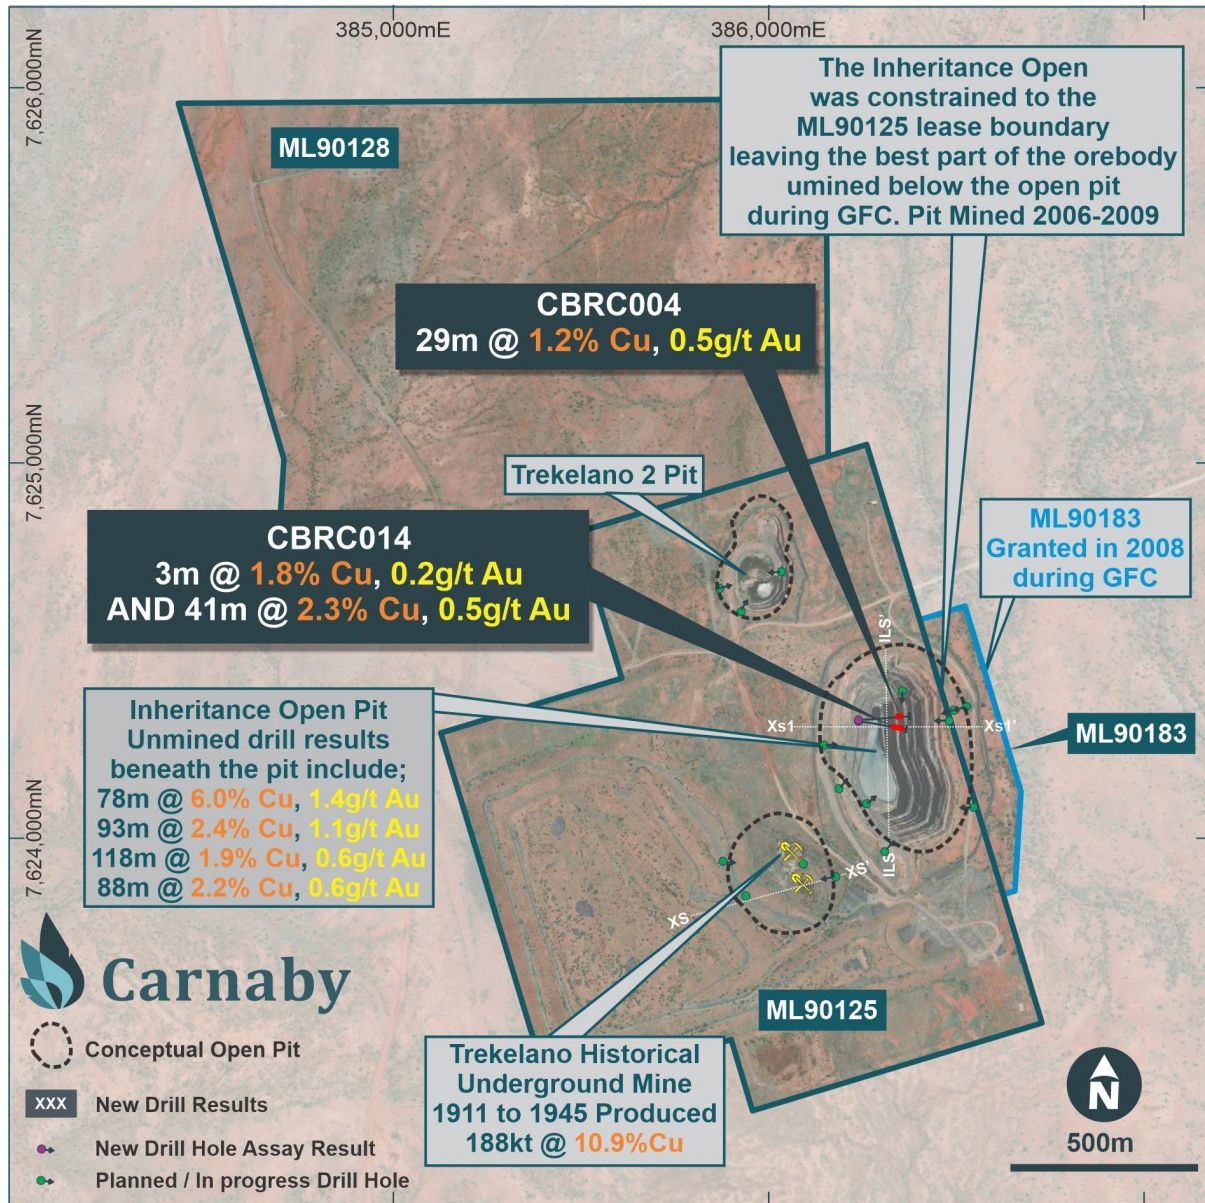 385,000mE
386,000mE
7,626,000mN
7,625,000mN
7,624,000mN
The Inheritance Open
was constrained to the
ML90125 lease boundary
leaving the best part of the orebody
umined below the open pit
during GFC. Pit Mined 2006-2009
ML90128
CBRC004
29m @ 1.2% Cu, 0.5g/t Au
Trekelano 2 Pit
ML90183
Granted in 2008
during GFC
CBRC014
3m @ 1.8% Cu, 0.2g/t Au
AND 41m @ 2.3% Cu, 0.5g/t Au
ILS'
Xs1
Xs1'
ML90183
Inheritance Open Pit
Unmined drill results
beneath the pit include;
78m @ 6.0% Cu, 1.4g/t Au
93m @ 2.4% Cu, 1.1g/t Au
118m @ 1.9% Cu, 0.6g/t Au
88m @ 2.2% Cu, 0.6g/t Au
ILS
XS'
XS
Carnaby
ML90125
Conceptual Open Pit
XXX New Drill Results
New Drill Hole Assay Result
Planned / In progress Drill Hole
Trekelano Historical
Underground Mine
1911 to 1945 Produced
188kt @ 10.9%Cu
N
500m